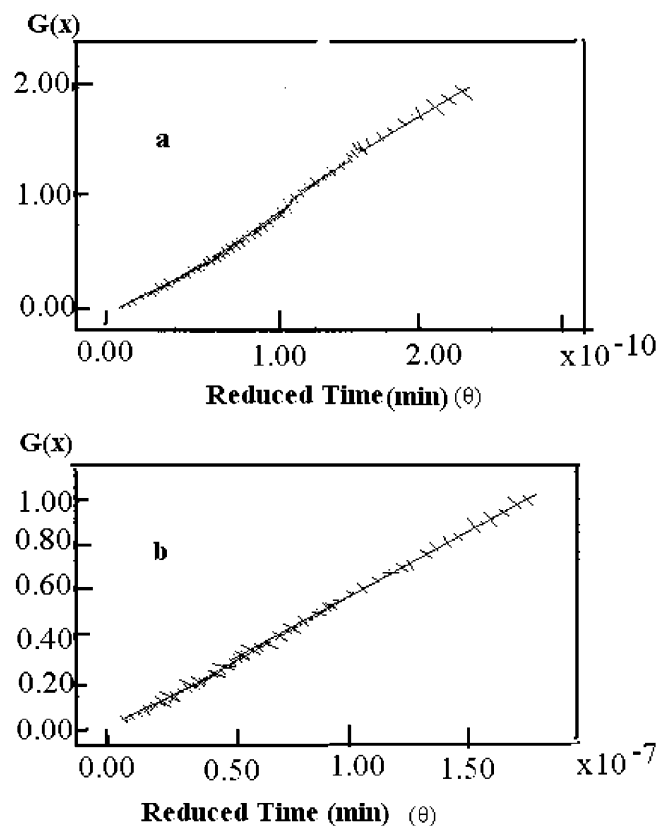 G(x)
2.00
a
1.00
0.00
0.00 1.00 2.00 x10-10
Reduced Time (min) (θ)
G(x)
1.00
0.80
b
0.60
0.40
0.20
0.00
0.00 0.50 1.00 1.50 x10-7
Reduced Time (min) (θ)